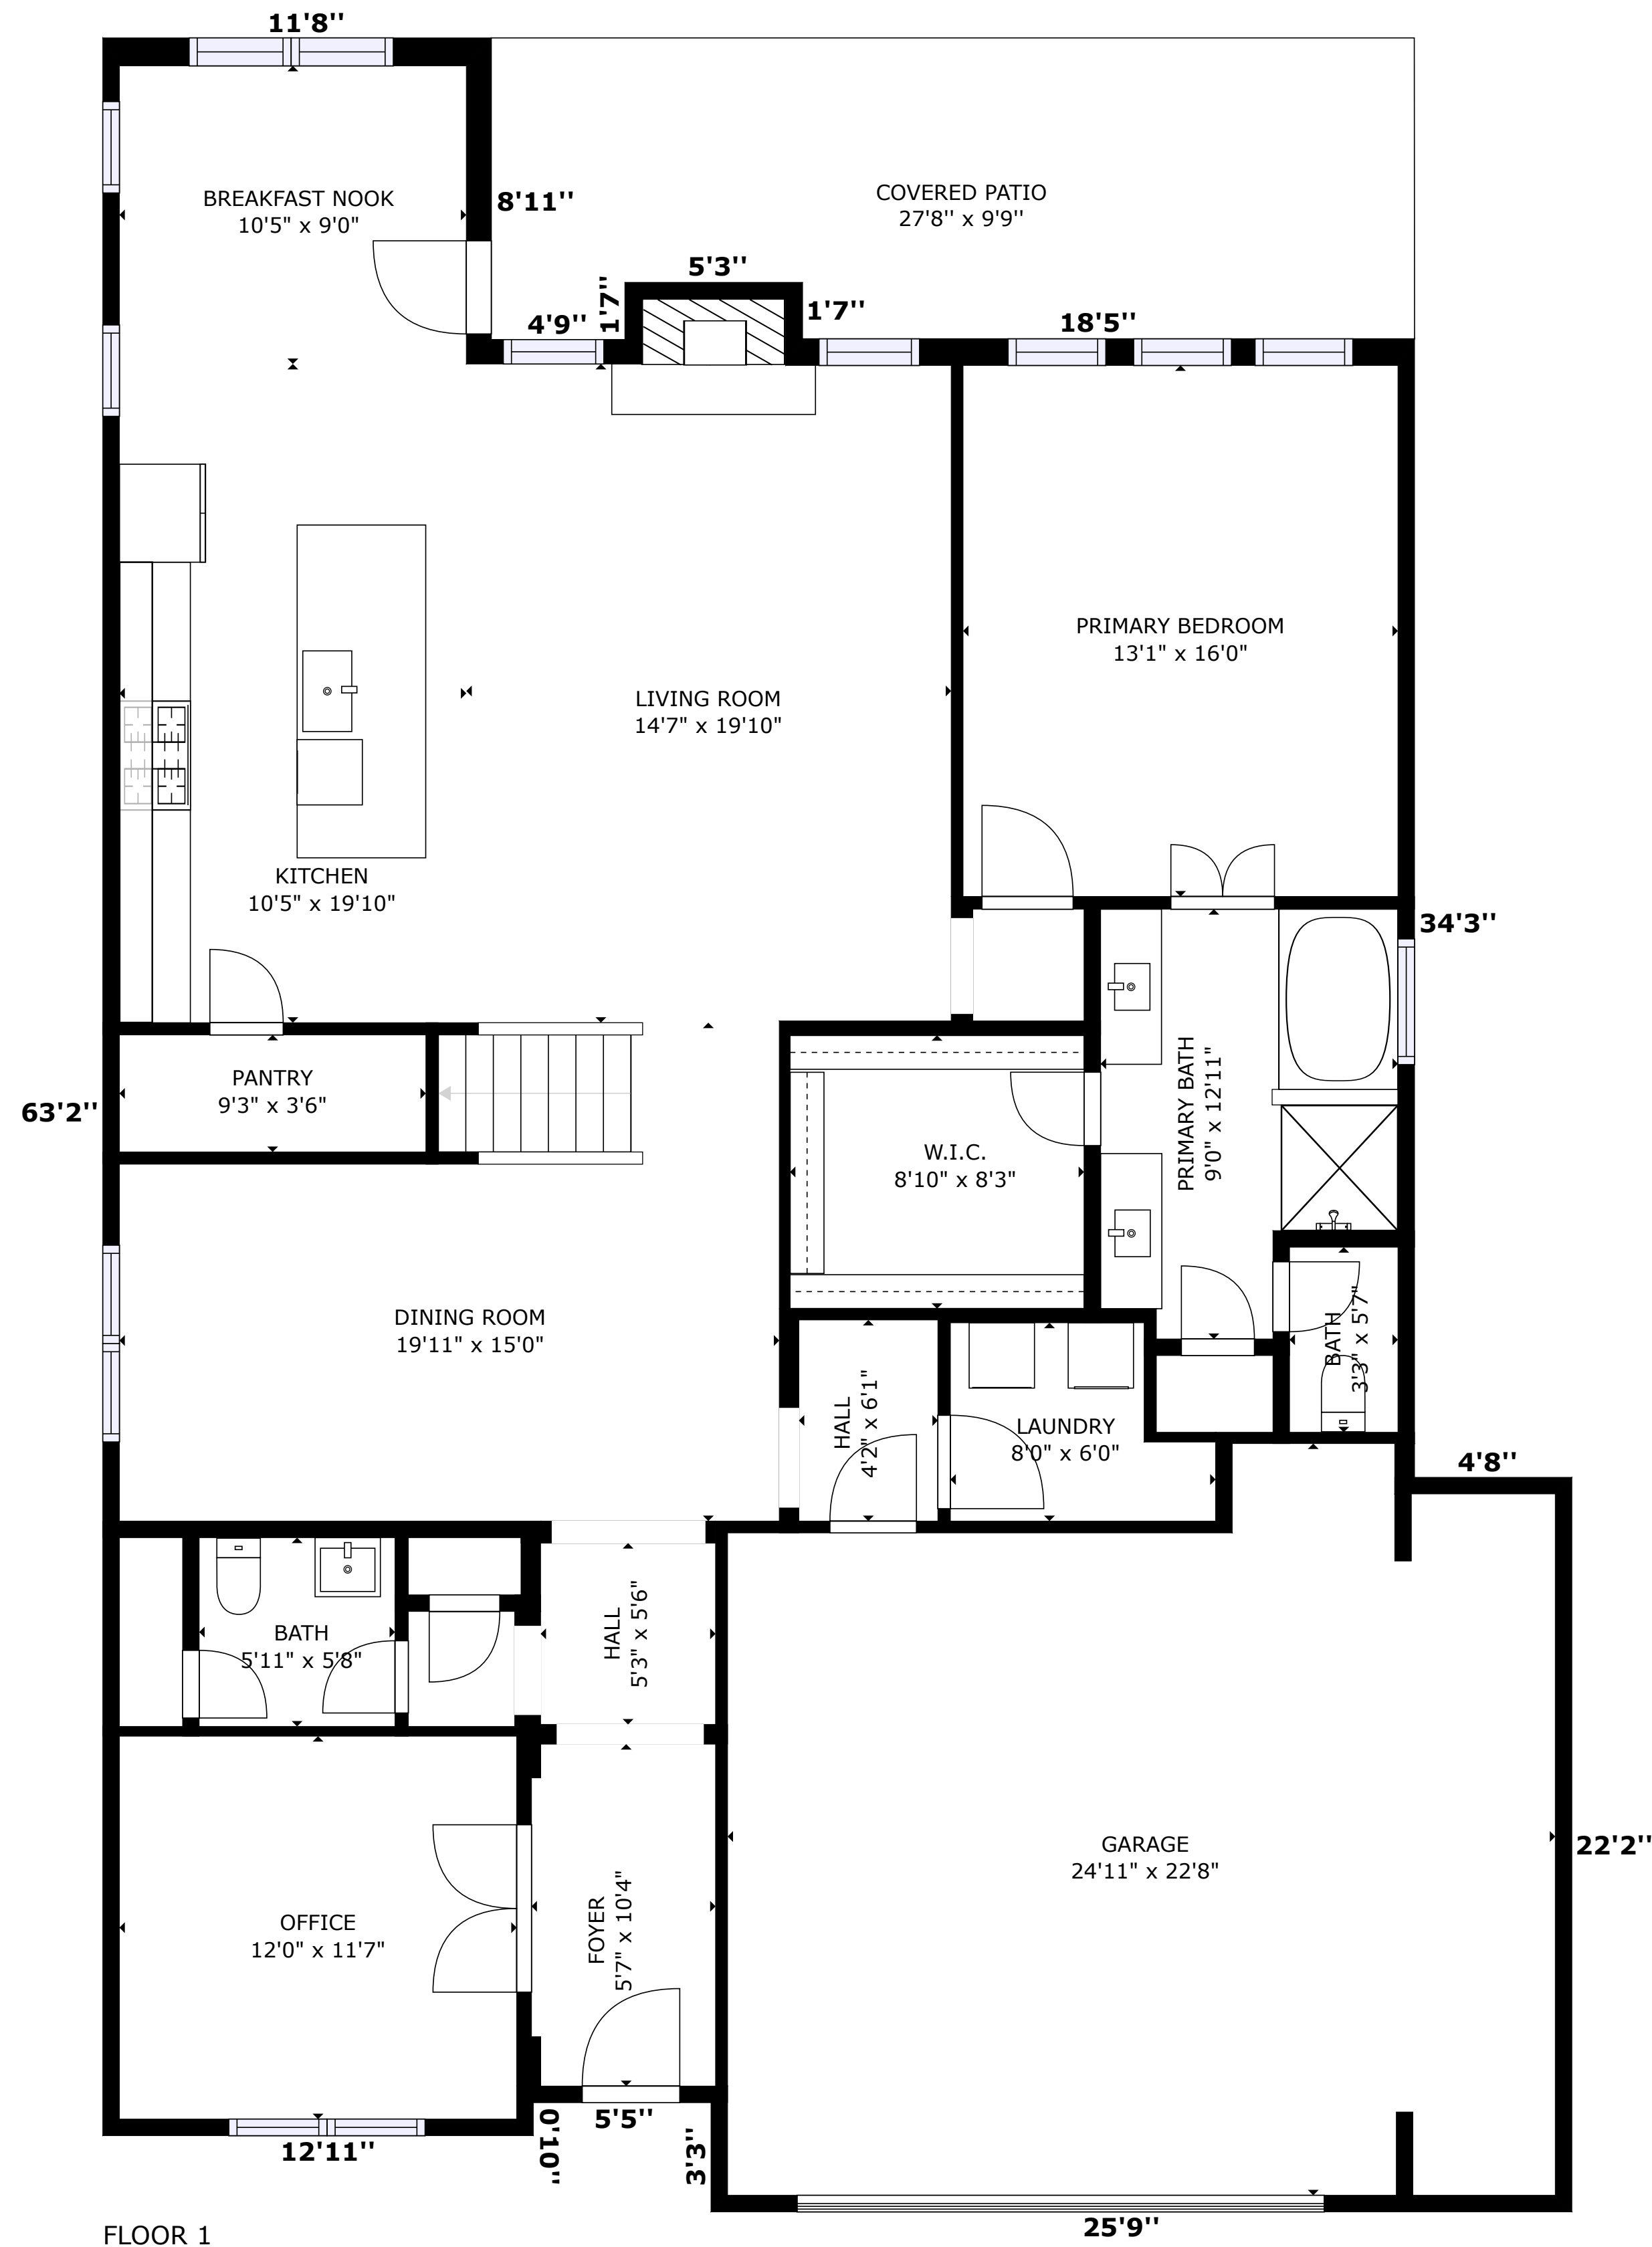 11'8''
BREAKFAST NOOK
10'5" x 9'0"
8'11''
COVERED PATIO
27'8'' x 9'9''
5'3''
1'7''
1'7''
4'9''
18'5''
PRIMARY BEDROOM
13'1" x 16'0"
LIVING ROOM
14'7" x 19'10"
KITCHEN
10'5" x 19'10"
34'3''
PANTRY
9'3" x 3'6"
63'2''
PRIMARY BATH
9'0" x 12'11"
W.I.C.
8'10" x 8'3"
DINING ROOM
19'11" x 15'0"
BATH
3'3" x 5'7"
HALL
4'2" x 6'1"
LAUNDRY
8'0" x 6'0"
4'8''
BATH
5'11" x 5'8"
HALL
5'3" x 5'6"
GARAGE
24'11" x 22'8"
22'2''
OFFICE
12'0" x 11'7"
FOYER
5'7" x 10'4"
12'11''
0'10''
5'5''
3'3''
25'9''
FLOOR 1